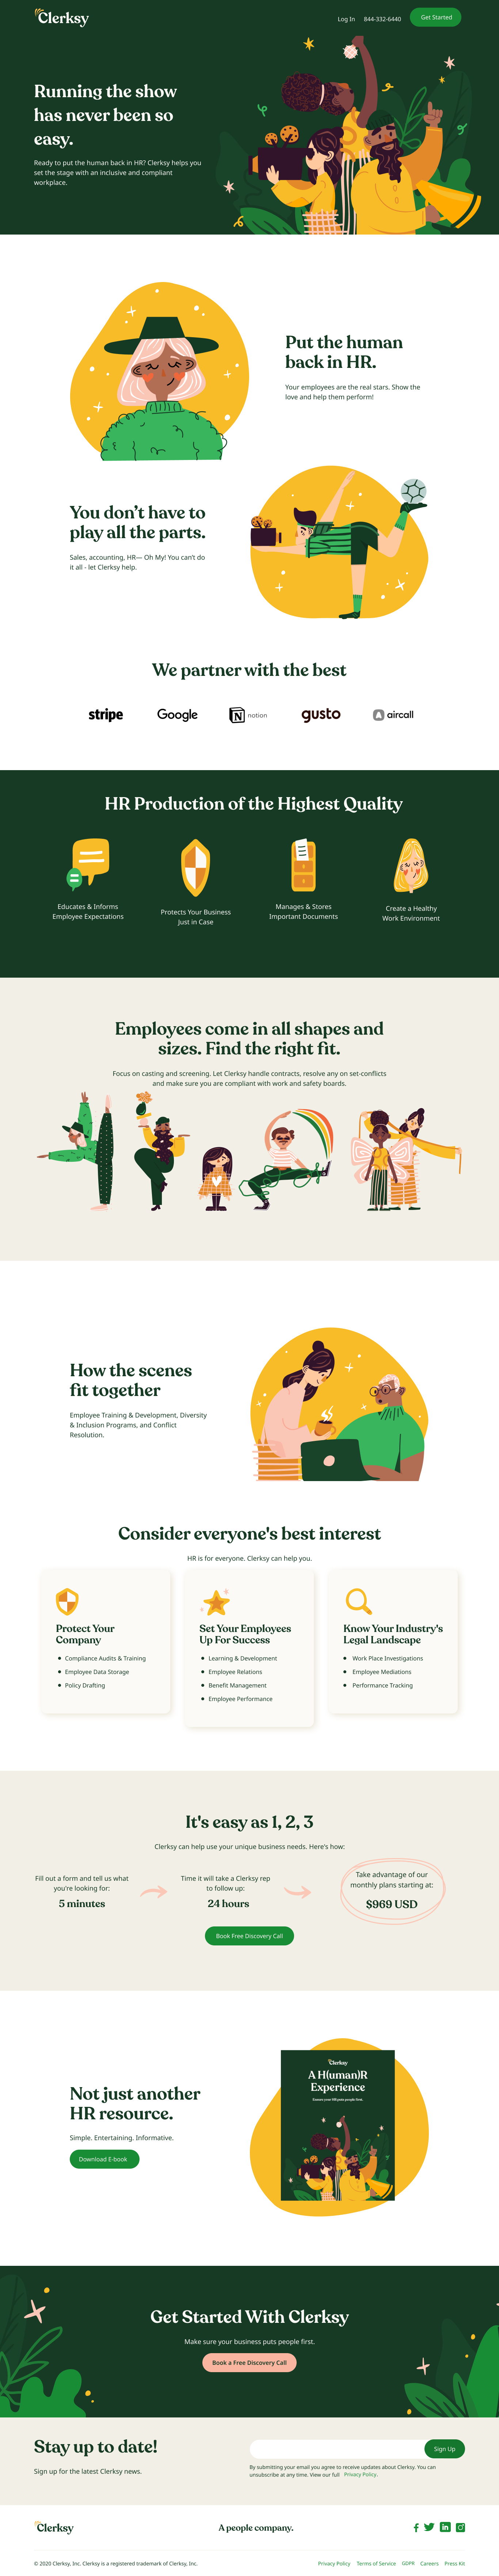 Clerksy
Log In
844-332-6440
Get Started
Running the show
has never been so
easy.
Ready to put the human back in HR? Clerksy helps you
set the stage with an inclusive and compliant
workplace.
Put the human
back in HR.
Your employees are the real stars. Show the
love and help them perform!
You don’t have to
play all the parts.
Sales, accounting, HR— Oh My! You can’t do
it all - let Clerksy help.
We partner with the best
stripe
Google
notion
gusto
aircall
HR Production of the Highest Quality
Educates & Informs
Employee Expectations
Protects Your Business
Just in Case
Manages & Stores
Important Documents
Create a Healthy
Work Environment
Employees come in all shapes and
sizes. Find the right fit.
Focus on casting and screening. Let Clerksy handle contracts, resolve any on set-conflicts
and make sure you are compliant with work and safety boards.
How the scenes
fit together
Employee Training & Development, Diversity
& Inclusion Programs, and Conflict
Resolution.
Consider everyone's best interest
HR is for everyone. Clerksy can help you.
Protect Your
Company
Compliance Audits & Training
Employee Data Storage
Policy Drafting
Set Your Employees
Up For Success
Learning & Development
Employee Relations
Benefit Management
Employee Performance
Know Your Industry's
Legal Landscape
Work Place Investigations
Employee Mediations
Performance Tracking
It's easy as 1, 2, 3
Clerksy can help use your unique business needs. Here's how:
Fill out a form and tell us what
you're looking for:
5 minutes
Time it will take a Clerksy rep
to follow up:
24 hours
Take advantage of our
monthly plans starting at:
$969 USD
Book Free Discovery Call
Not just another
HR resource.
Simple. Entertaining. Informative.
Download E-book
Clerksy
A H(uman)R
Experience
Get Started With Clerksy
Make sure your business puts people first.
Book a Free Discovery Call
Stay up to date!
Sign up for the latest Clerksy news.
Sign Up
By submitting your email you agree to receive updates about Clerksy. You can
unsubscribe at any time. View our full Privacy Policy.
Clerksy
A people company.
© 2020 Clerksy, Inc. Clerksy is a registered trademark of Clerksy, Inc.
Privacy Policy
Terms of Service
GDPR
Careers
Press Kit